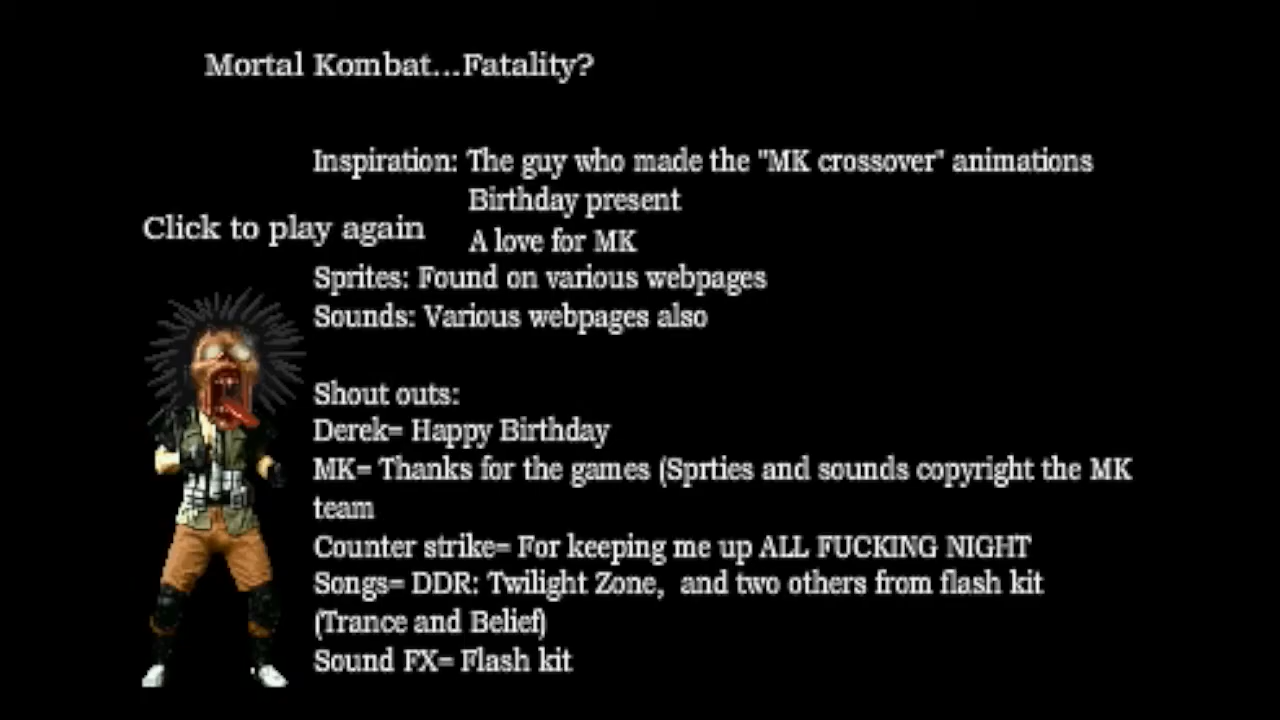 Mortal Kombat...Fatality?
Inspiration: The guy who made the "MK crossover" animations
Birthday present
Click to play again
A love for MK
Sprites: Found on various webpages
Sounds: Various webpages also
Shout outs:
Derek= Happy Birthday
MK= Thanks for the games (Sprties and sounds copyright the MK
team
Counter strike= For keeping me up ALL FUCKING NIGHT
Songs= DDR: Twilight Zone, and two others from flash kit
(Trance and Belief)
Sound FX= Flash kit